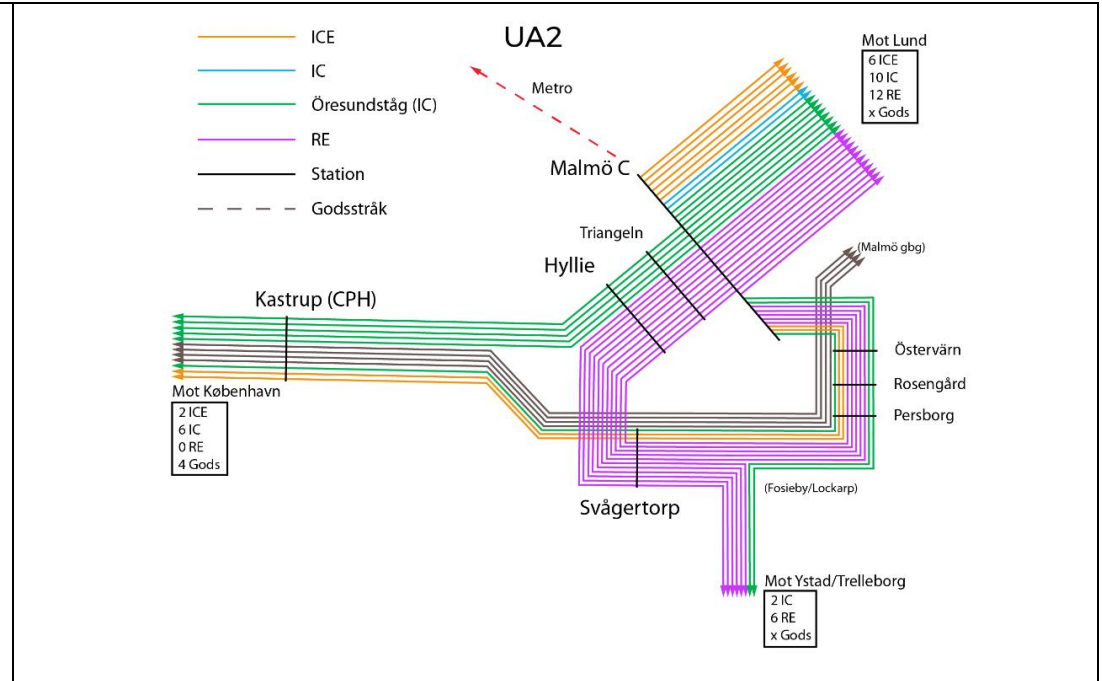 UA2
ICE
IC
Öresundståg (IC)
RE
Station
Godsstråk
Metro
Mot Lund
6 ICE
10 IC
12 RE
x Gods
Malmö C
Triangeln
Hyllie
(Malmö gbg)
Kastrup (CPH)
Östervärn
Rosengård
Persborg
Mot København
2 ICE
6 IC
0 RE
4 Gods
(Fosieby/Lockarp)
Svågertorp
Mot Ystad/Trelleborg
2 IC
6 RE
x Gods